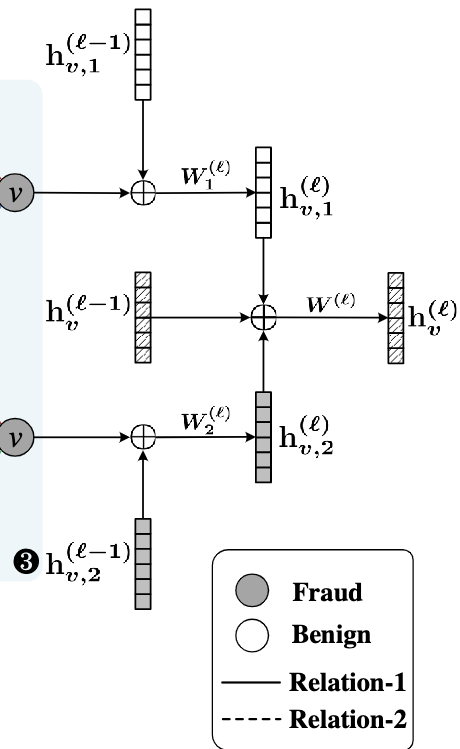 h_{v,1}^{(ℓ−1)}
v
W_1^{(ℓ)}
h_{v,1}^{(ℓ)}
h_v^{(ℓ−1)}
W^{(ℓ)}
h_v^{(ℓ)}
v
W_2^{(ℓ)}
h_{v,2}^{(ℓ)}
❸ h_{v,2}^{(ℓ−1)}
Fraud
Benign
Relation-1
Relation-2